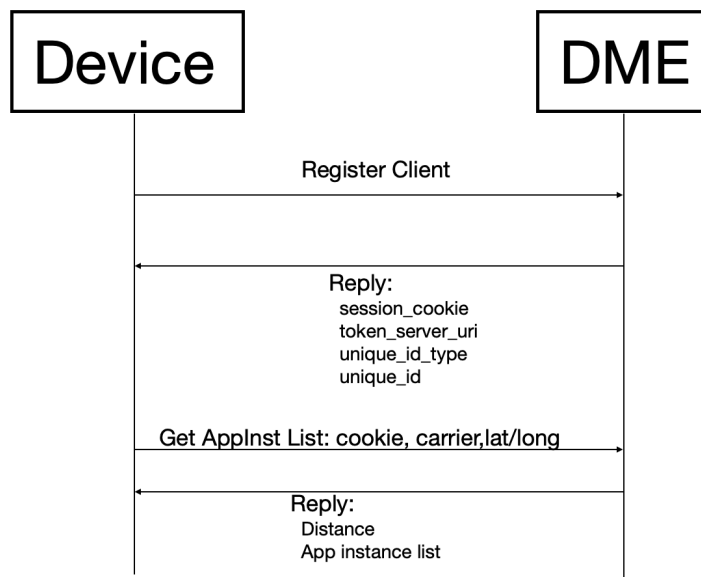 Device
DME
Register Client
Reply:
session_cookie
token_server_uri
unique_id_type
unique_id
Get AppInst List: cookie, carrier,lat/long
Reply:
Distance
App instance list